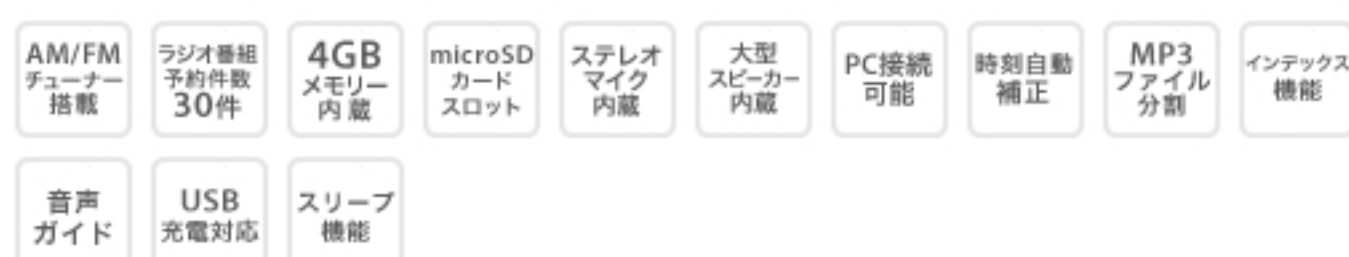 AM/FM
チューナー
搭載
ラジオ番組
予約件数
30件
4GB
メモリー
内蔵
microSD
カード
スロット
ステレオ
マイク
内蔵
大型
スピーカー
内蔵
PC接続
可能
時刻自動
補正
MP3
ファイル
分割
インデックス
機能
音声
ガイド
USB
充電対応
スリープ
機能